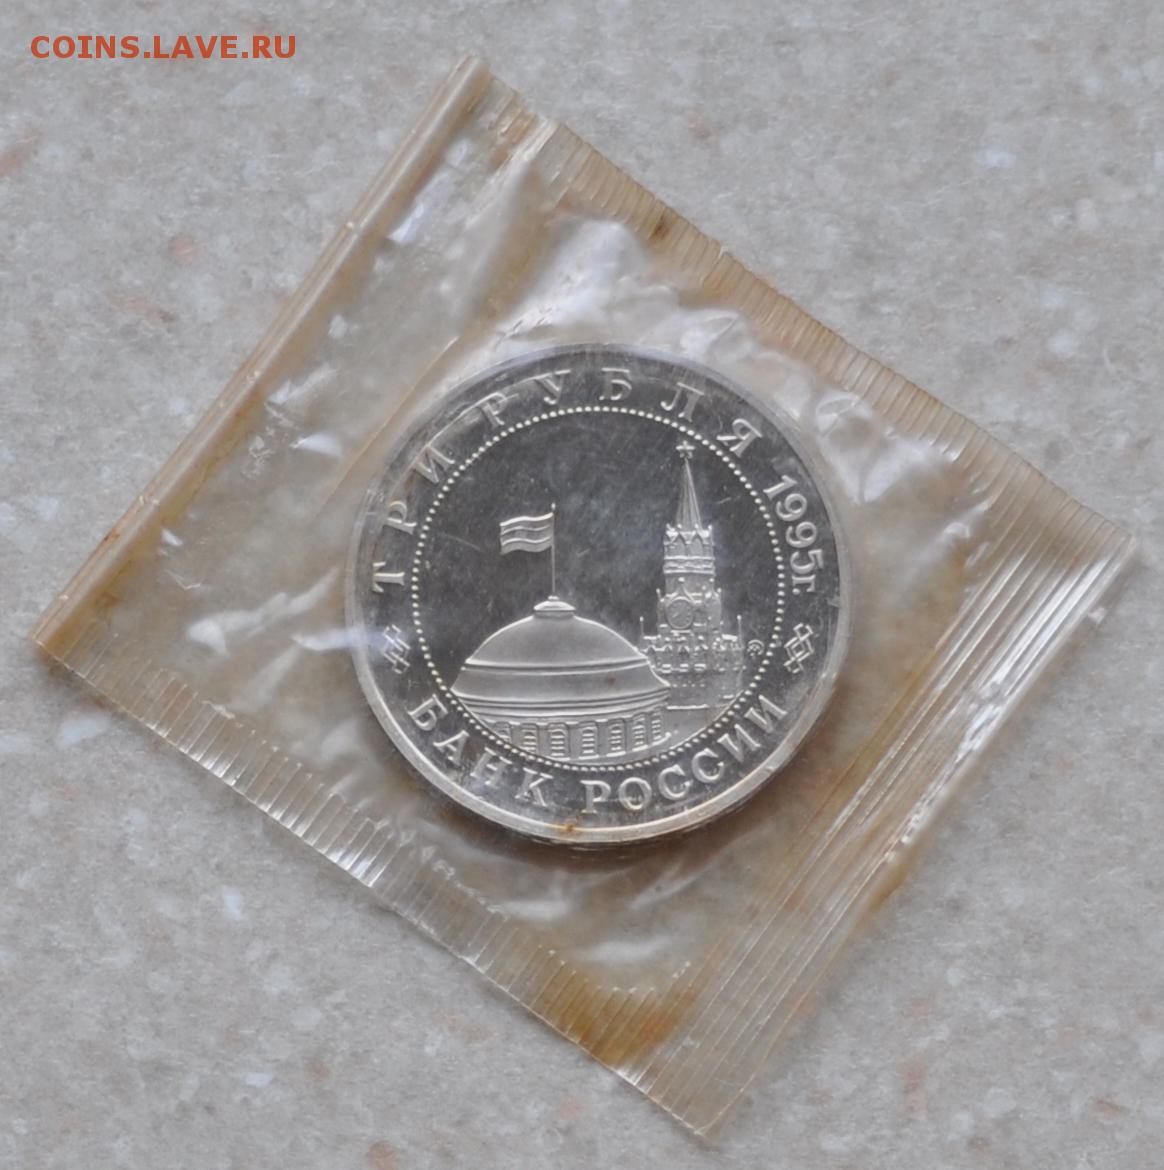 COINS.LAVE.RU
ТРИ РУБЛЯ 1995г.
БАНК РОССИИ